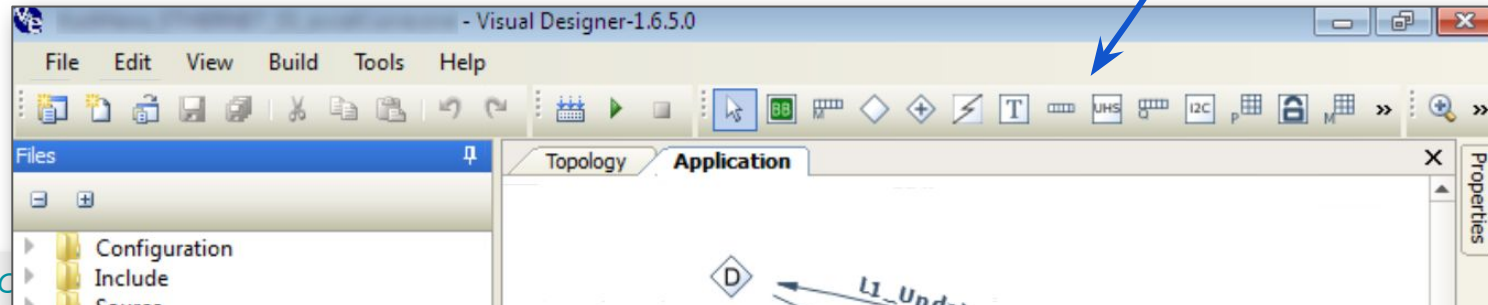 Ve - Visual Designer-1.6.5.0
File Edit View Build Tools Help
BB M T UHS I2C P M » »
Files
Topology Application
Properties
Configuration
Include
D